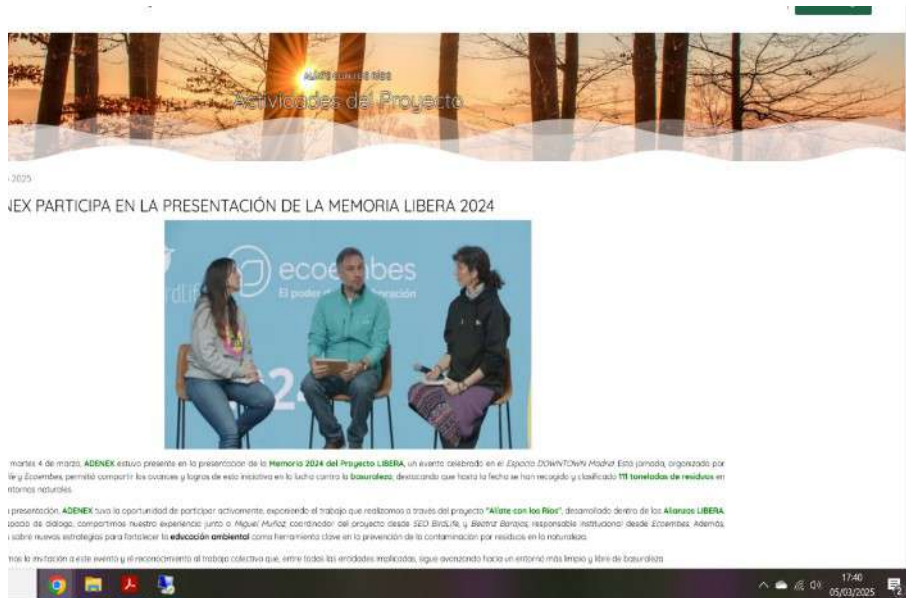 ALÍATE CON LOS RÍOS
Actividades del Proyecto
2025
NEX PARTICIPA EN LA PRESENTACIÓN DE LA MEMORIA LIBERA 2024
ecoembes
El poder de la colaboración
rdLif
24
martes 4 de marzo, ADENEX estuvo presente en la presentación de la Memoria 2024 del Proyecto LIBERA, un evento celebrado en el Espacio DOWNTOWN Madrid. Esta jornada, organizada por
fe y Ecoembes, permitió compartir los avances y logros de esta iniciativa en la lucha contra la basuraleza, destacando que hasta la fecha se han recogido y clasificado 111 toneladas de residuos en
ntornos naturales.
presentación, ADENEX tuvo la oportunidad de participar activamente, exponiendo el trabajo que realizamos a través del proyecto "Alíate con los Ríos", desarrollado dentro de las Alianzas LIBERA.
spacio de diálogo, compartimos nuestra experiencia junto a Miguel Muñoz, coordinador del proyecto desde SEO BirdLife, y Beatriz Barajas, responsable institucional desde Ecoembes. Además,
sobre nuevas estrategias para fortalecer la educación ambiental como herramienta clave en la prevención de la contaminación por residuos en la naturaleza.
mos la invitación a este evento y el reconocimiento al trabajo colectivo que, entre todas las entidades implicadas, sigue avanzando hacia un entorno más limpio y libre de basuraleza.
17:40
05/03/2025
2